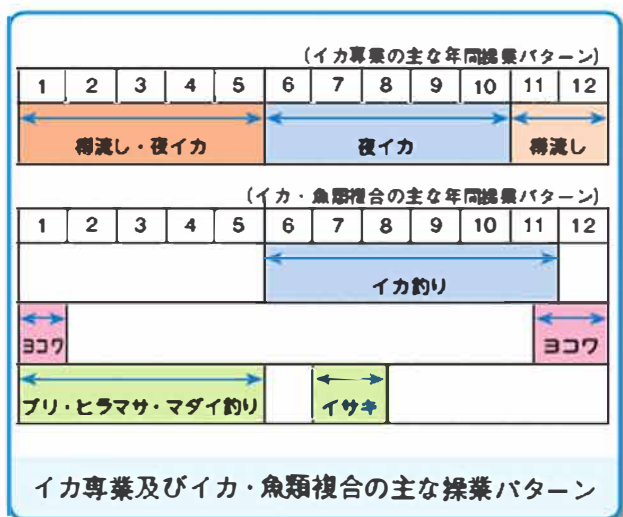 (イカ専業の主な年間操業パターン)
1 2 3 4 5 6 7 8 9 10 11 12
樽流し・夜イカ 夜イカ 樽流し
(イカ・魚類複合の主な年間操業パターン)
1 2 3 4 5 6 7 8 9 10 11 12
イカ釣り
ヨコワ ヨコワ
ブリ・ヒラマサ・マダイ釣り イサキ
イカ専業及びイカ・魚類複合の主な操業パターン